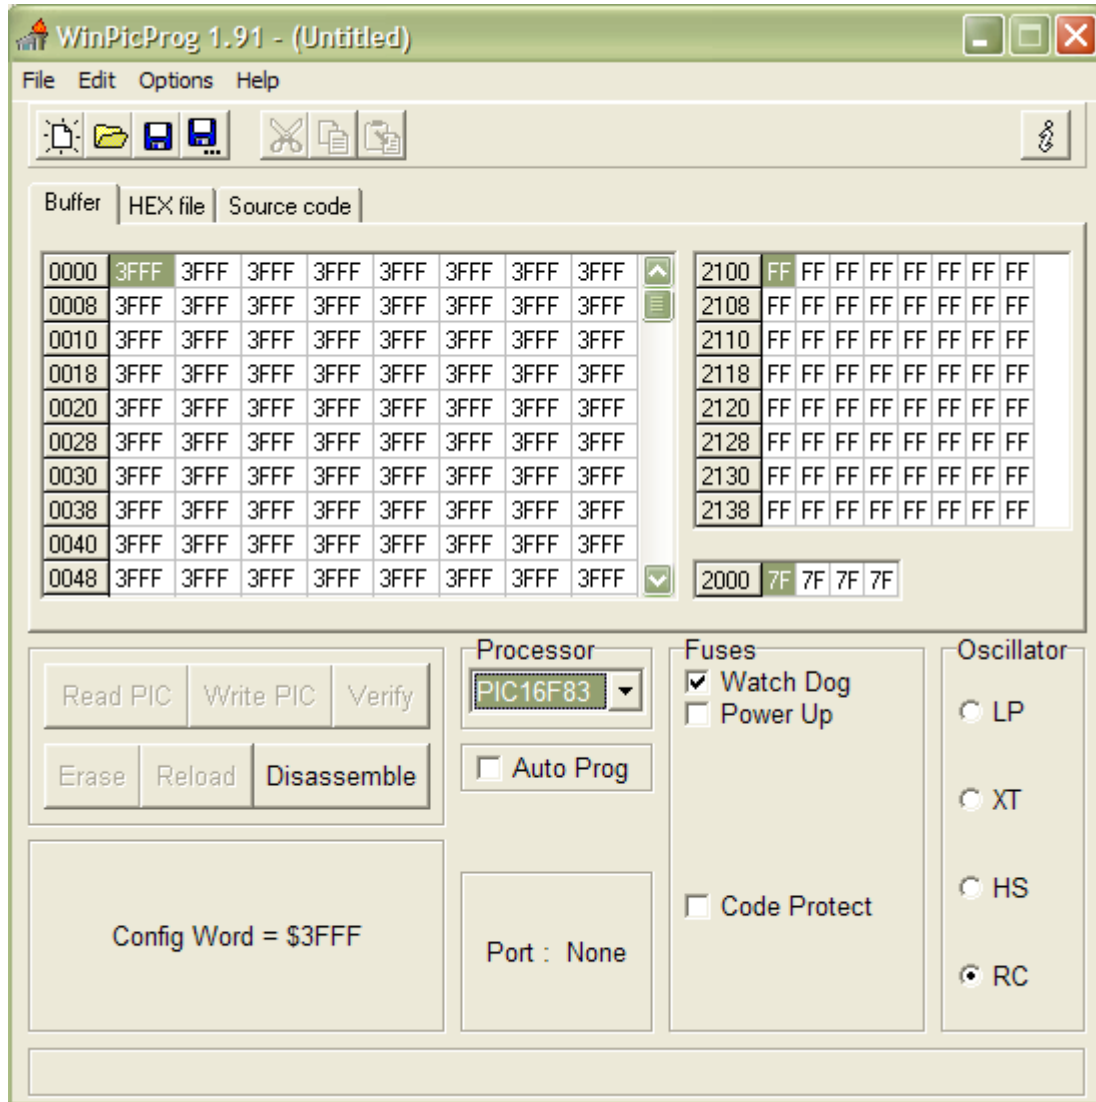 WinPicProg 1.91 - (Untitled)
File Edit Options Help
Buffer HEX file Source code
0000 3FFF 3FFF 3FFF 3FFF 3FFF 3FFF 3FFF 3FFF 2100 FF FF FF FF FF FF FF FF
0008 3FFF 3FFF 3FFF 3FFF 3FFF 3FFF 3FFF 3FFF 2108 FF FF FF FF FF FF FF FF
0010 3FFF 3FFF 3FFF 3FFF 3FFF 3FFF 3FFF 3FFF 2110 FF FF FF FF FF FF FF FF
0018 3FFF 3FFF 3FFF 3FFF 3FFF 3FFF 3FFF 3FFF 2118 FF FF FF FF FF FF FF FF
0020 3FFF 3FFF 3FFF 3FFF 3FFF 3FFF 3FFF 3FFF 2120 FF FF FF FF FF FF FF FF
0028 3FFF 3FFF 3FFF 3FFF 3FFF 3FFF 3FFF 3FFF 2128 FF FF FF FF FF FF FF FF
0030 3FFF 3FFF 3FFF 3FFF 3FFF 3FFF 3FFF 3FFF 2130 FF FF FF FF FF FF FF FF
0038 3FFF 3FFF 3FFF 3FFF 3FFF 3FFF 3FFF 3FFF 2138 FF FF FF FF FF FF FF FF
0040 3FFF 3FFF 3FFF 3FFF 3FFF 3FFF 3FFF 3FFF
0048 3FFF 3FFF 3FFF 3FFF 3FFF 3FFF 3FFF 3FFF 2000 7F 7F 7F 7F
Read PIC Write PIC Verify
Erase Reload Disassemble
Config Word = $3FFF
Processor
PIC16F83
Auto Prog
Port : None
Fuses
Watch Dog
Power Up
Code Protect
Oscillator
LP
XT
HS
RC